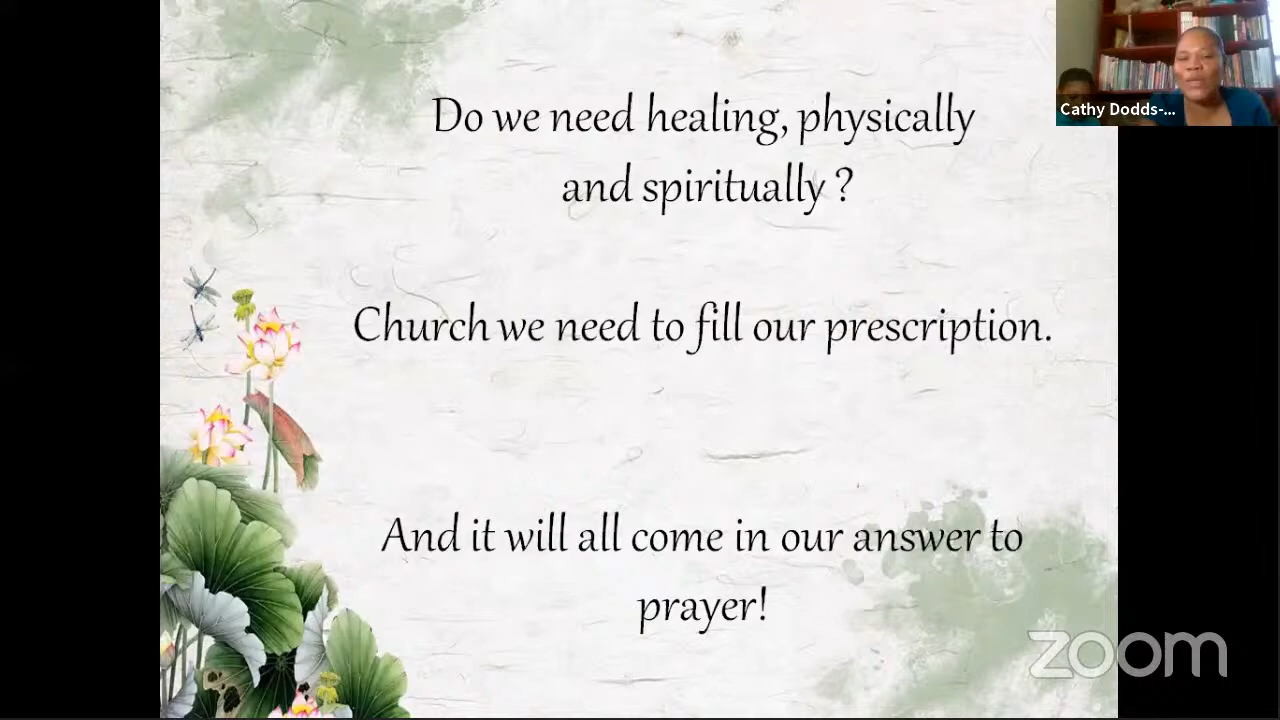 Do we need healing, physically
and spiritually ?
Church we need to fill our prescription.
And it will all come in our answer to
prayer!
Cathy Dodds-...
zoom